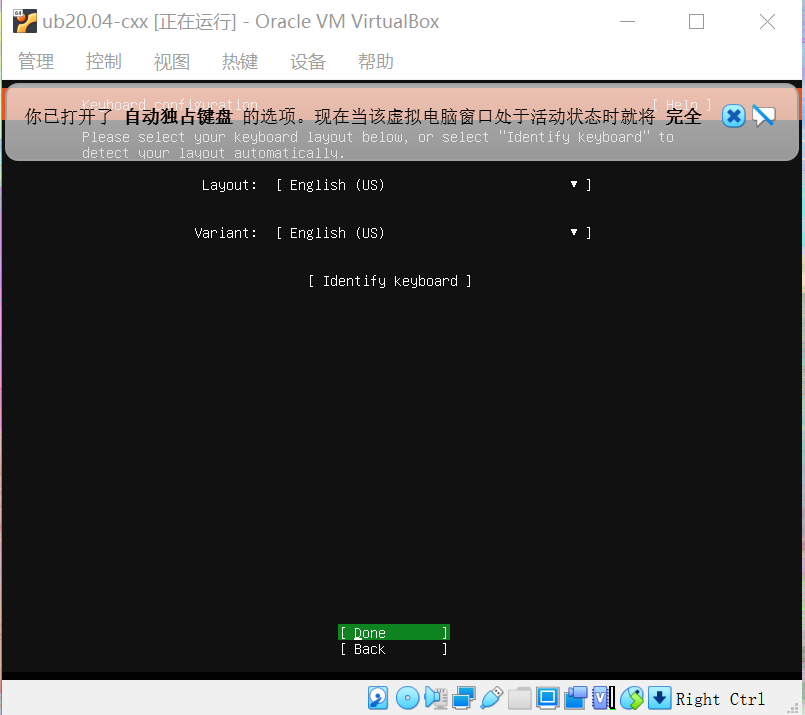 ub20.04-cxx [正在运行] - Oracle VM VirtualBox
管理 控制 视图 热键 设备 帮助
Keyboard configuration [ Help ]
你已打开了 自动独占键盘 的选项。现在当该虚拟电脑窗口处于活动状态时就将 完全
Please select your keyboard layout below, or select "Identify keyboard" to
detect your layout automatically.
Layout: [ English (US) ▾ ]
Variant: [ English (US) ▾ ]
[ Identify keyboard ]
[ Done ]
[ Back ]
Right Ctrl